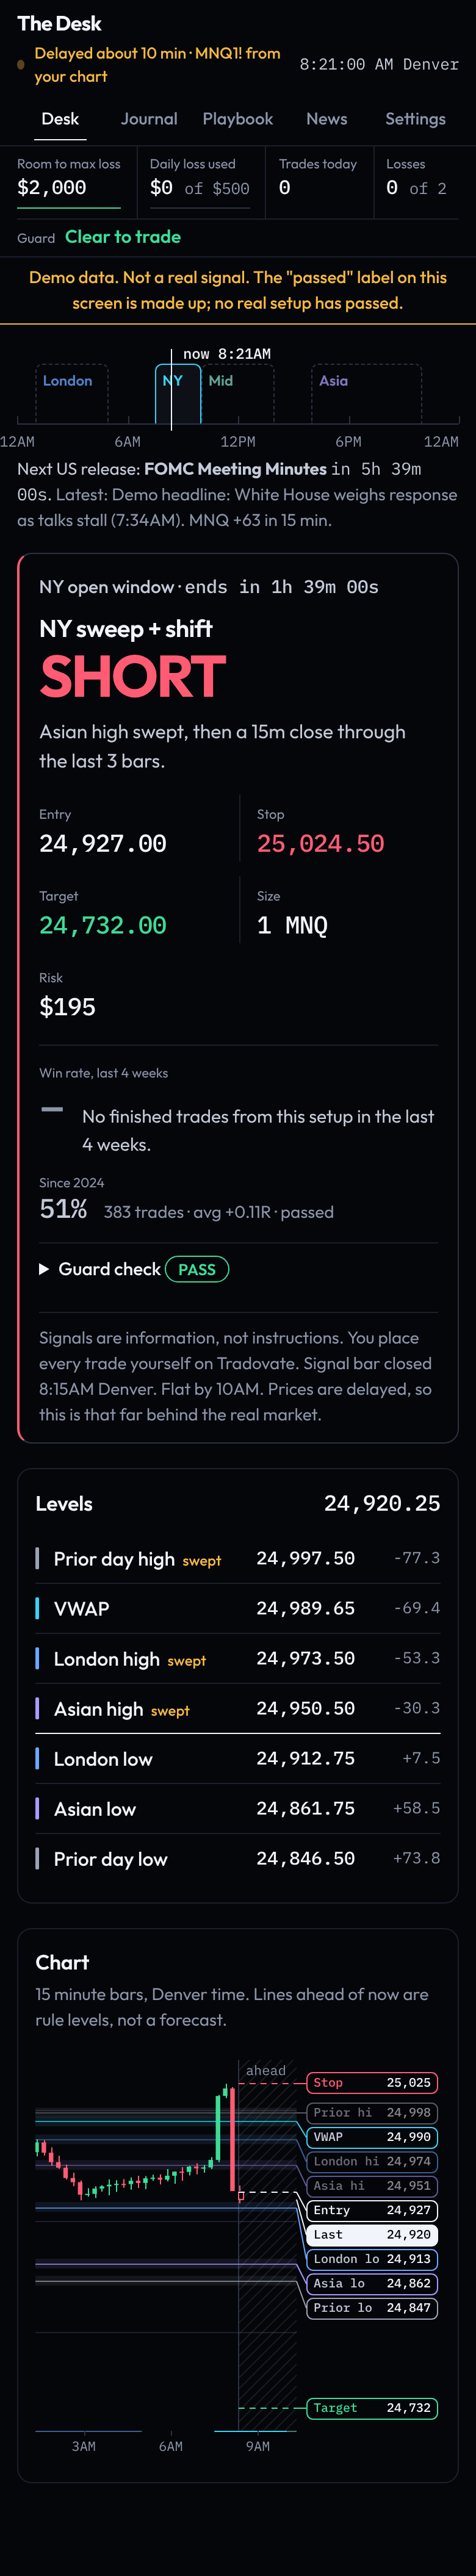 The Desk
Delayed about 10 min · MNQ1! from
your chart
8:21:00 AM Denver
Desk Journal Playbook News Settings
Room to max loss Daily loss used Trades today Losses
$2,000 $0 of $500 0 0 of 2
Guard Clear to trade
Demo data. Not a real signal. The "passed" label on this
screen is made up; no real setup has passed.
now 8:21AM
London NY Mid Asia
12AM 6AM 12PM 6PM 12AM
Next US release: FOMC Meeting Minutes in 5h 39m
00s. Latest: Demo headline: White House weighs response
as talks stall (7:34AM). MNQ +63 in 15 min.
NY open window · ends in 1h 39m 00s
NY sweep + shift
SHORT
Asian high swept, then a 15m close through
the last 3 bars.
Entry Stop
24,927.00 25,024.50
Target Size
24,732.00 1 MNQ
Risk
$195
Win rate, last 4 weeks
— No finished trades from this setup in the last
4 weeks.
Since 2024
51% 383 trades · avg +0.11R · passed
Guard check PASS
Signals are information, not instructions. You place
every trade yourself on Tradovate. Signal bar closed
8:15AM Denver. Flat by 10AM. Prices are delayed, so
this is that far behind the real market.
Levels 24,920.25
Prior day high swept 24,997.50 -77.3
VWAP 24,989.65 -69.4
London high swept 24,973.50 -53.3
Asian high swept 24,950.50 -30.3
London low 24,912.75 +7.5
Asian low 24,861.75 +58.5
Prior day low 24,846.50 +73.8
Chart
15 minute bars, Denver time. Lines ahead of now are
rule levels, not a forecast.
ahead
Stop 25,025
Prior hi 24,998
VWAP 24,990
London hi 24,974
Asia hi 24,951
Entry 24,927
Last 24,920
London lo 24,913
Asia lo 24,862
Prior lo 24,847
Target 24,732
3AM 6AM 9AM